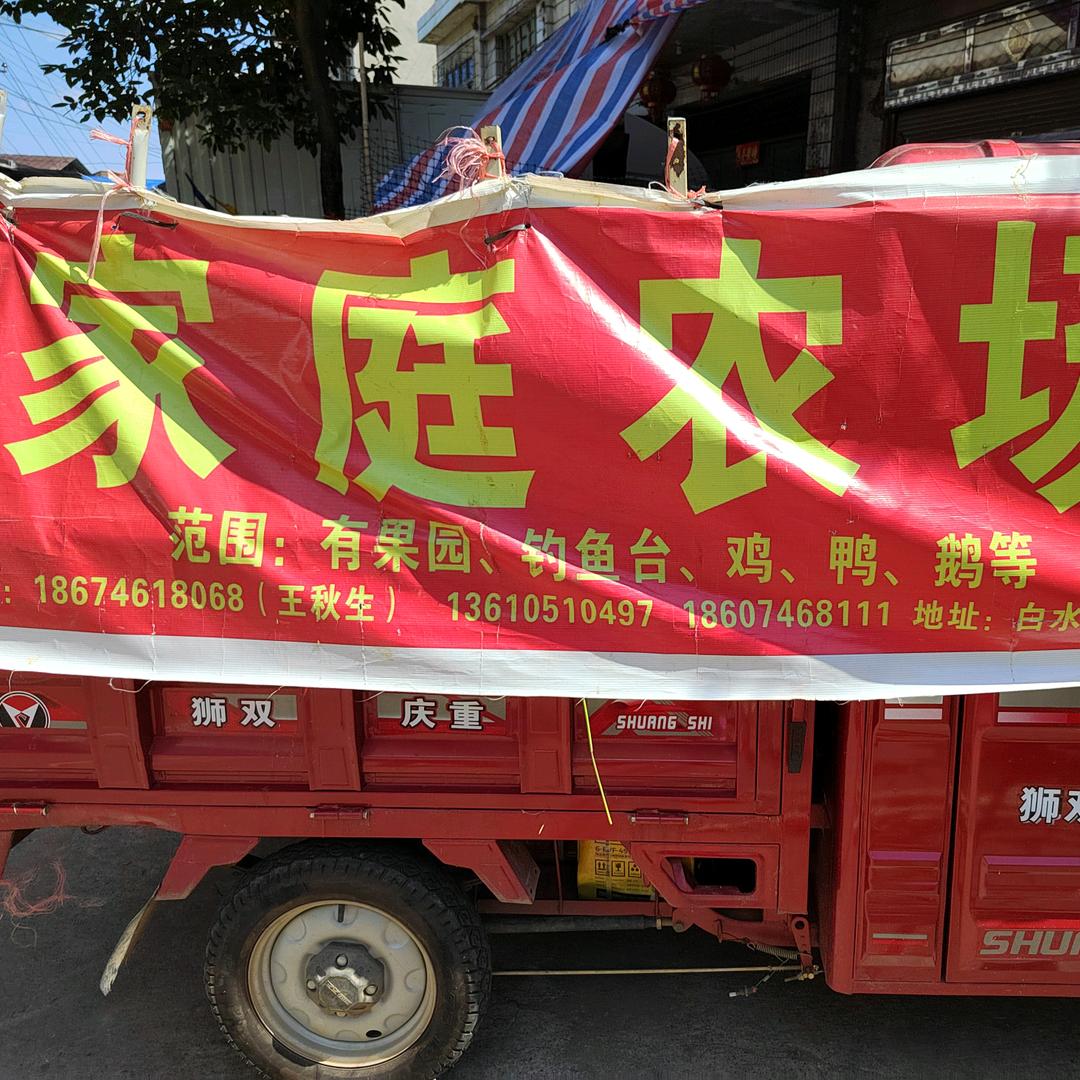 家庭农场
范围：有果园、钓鱼台、鸡、鸭、鹅等
：18674618068（王秋生） 13610510497 18607468111 地址：白水
狮双 庆重 SHUANG SHI
狮双
SHU